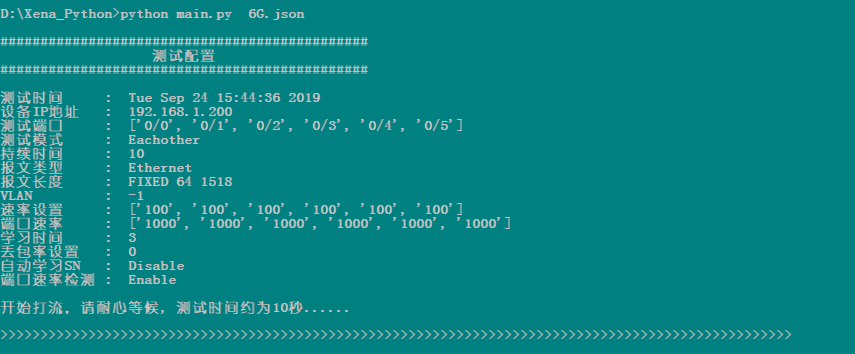 D:\Xena_Python>python main.py  6G.json
##############################################
测试配置
##############################################
测试时间 : Tue Sep 24 15:44:36 2019
设备IP地址 : 192.168.1.200
测试端口 : ['0/0', '0/1', '0/2', '0/3', '0/4', '0/5']
测试模式 : Eachother
持续时间 : 10
报文类型 : Ethernet
报文长度 : FIXED 64 1518
VLAN : -1
速率设置 : ['100', '100', '100', '100', '100', '100']
端口速率 : ['1000', '1000', '1000', '1000', '1000', '1000']
学习时间 : 3
丢包率设置 : 0
自动学习SN : Disable
端口速率检测 : Enable
开始打流，请耐心等候，测试时间约为10秒......
>>>>>>>>>>>>>>>>>>>>>>>>>>>>>>>>>>>>>>>>>>>>>>>>>>>>>>>>>>>>>>>>>>>>>>>>>>>>>>>>>>>>>>>>>>>>>>>>>>>